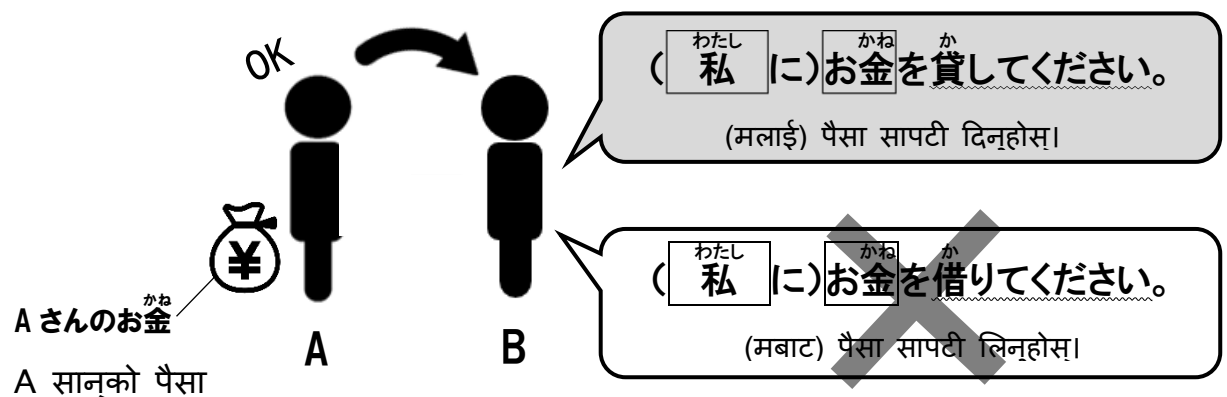 OK
(私に)お金を貸してください。
わたし かね か
(मलाई) पैसा सापटी दिनुहोस्।
(私に)お金を借りてください。
わたし かね か
(मबाट) पैसा सापटी लिनुहोस्।
¥
Aさんのお金
かね
A सानको पैसा
A
B